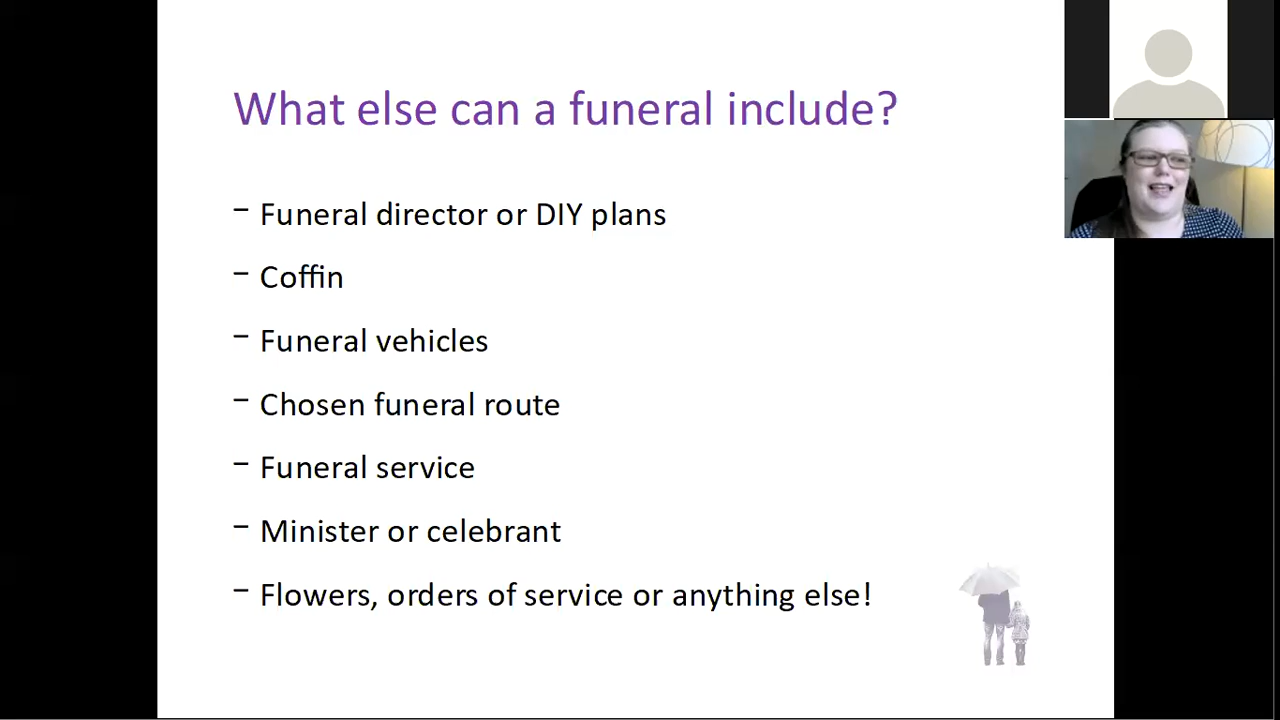 What else can a funeral include?
– Funeral director or DIY plans
– Coffin
– Funeral vehicles
– Chosen funeral route
– Funeral service
– Minister or celebrant
– Flowers, orders of service or anything else!